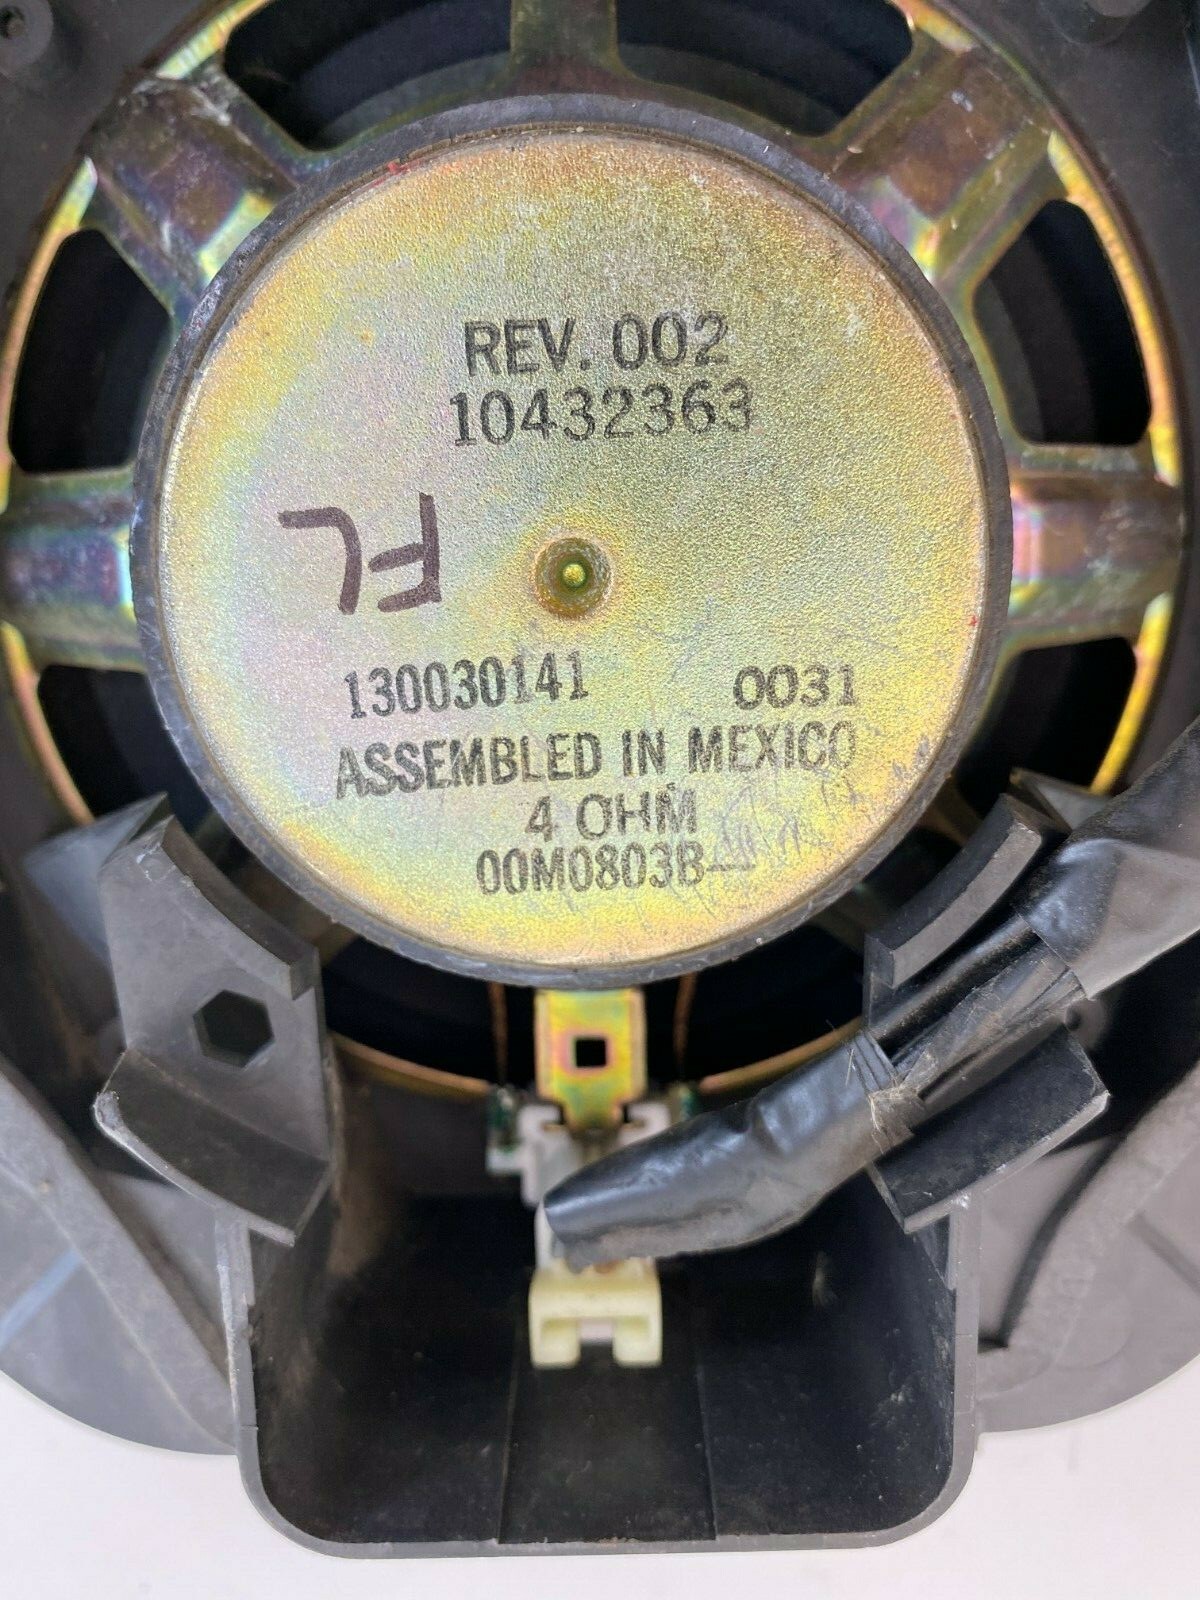 REV. 002
10432363
FL
130030141 0031
ASSEMBLED IN MEXICO
4 OHM
00M0803B